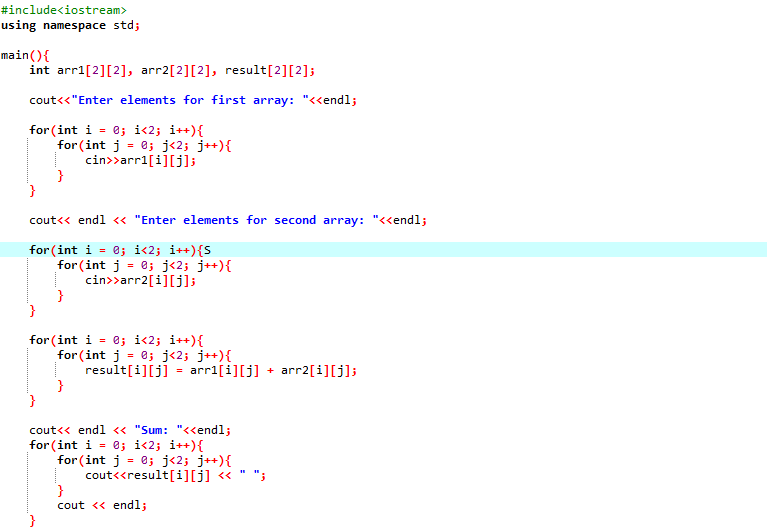 #include<iostream>
using namespace std;
main(){
int arr1[2][2], arr2[2][2], result[2][2];
cout<<"Enter elements for first array: "<<endl;
for(int i = 0; i<2; i++){
for(int j = 0; j<2; j++){
cin>>arr1[i][j];
}
}
cout<< endl << "Enter elements for second array: "<<endl;
for(int i = 0; i<2; i++){S
for(int j = 0; j<2; j++){
cin>>arr2[i][j];
}
}
for(int i = 0; i<2; i++){
for(int j = 0; j<2; j++){
result[i][j] = arr1[i][j] + arr2[i][j];
}
}
cout<< endl << "Sum: "<<endl;
for(int i = 0; i<2; i++){
for(int j = 0; j<2; j++){
cout<<result[i][j] << " ";
}
cout << endl;
}